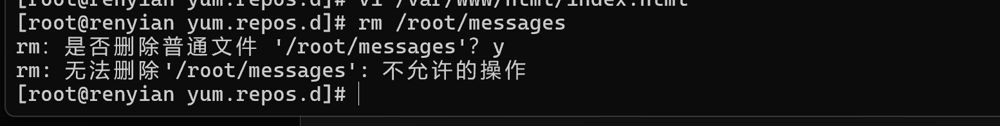 [root@renyian yum.repos.d]# vi /var/www/html/index.html
[root@renyian yum.repos.d]# rm /root/messages
rm: 是否删除普通文件 '/root/messages'? y
rm: 无法删除'/root/messages': 不允许的操作
[root@renyian yum.repos.d]#